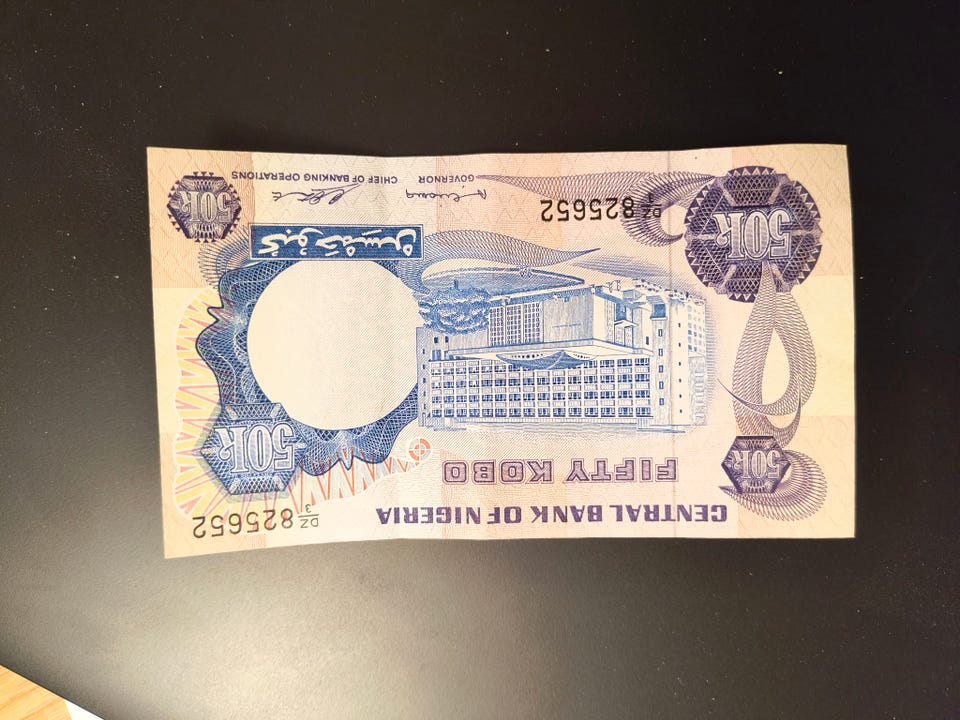 CENTRAL BANK OF NIGERIA
DZ/3 825652
FIFTY KOBO
50K
50K
50K
DZ/3 825652
GOVERNOR
CHIEF OF BANKING OPERATIONS
50K